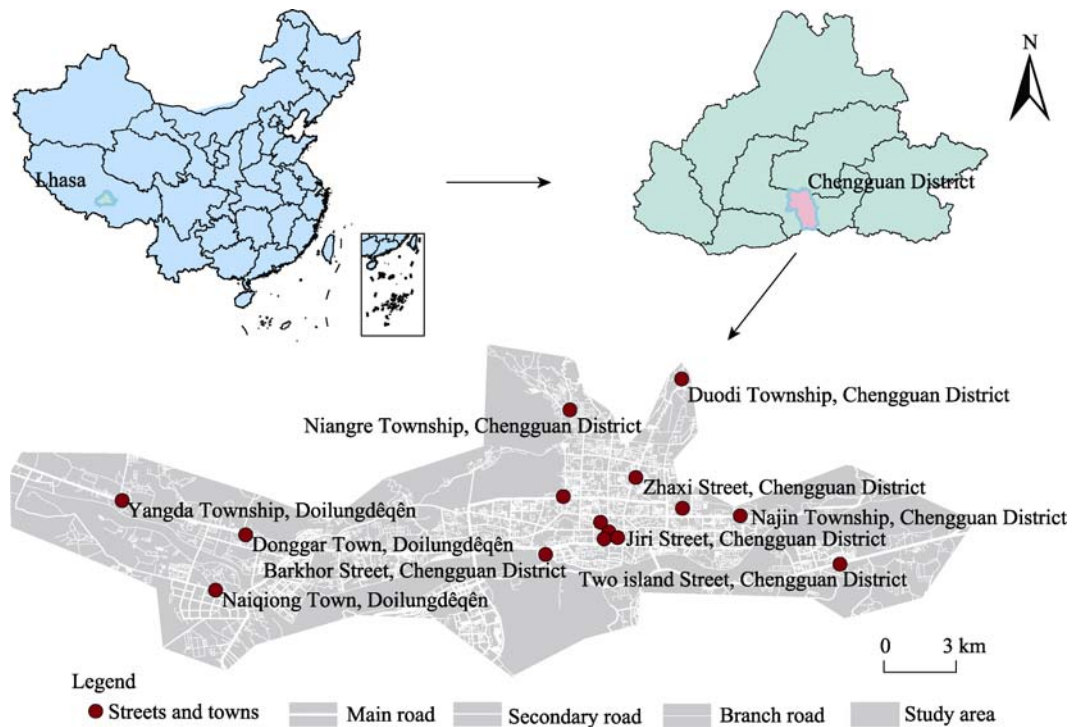 N
Lhasa
Chengguan District
Duodi Township, Chengguan District
Niangre Township, Chengguan District
Zhaxi Street, Chengguan District
Yangda Township, Doilungdêqên
Najin Township, Chengguan District
Donggar Town, Doilungdêqên
Jiri Street, Chengguan District
Barkhor Street, Chengguan District
Two island Street, Chengguan District
Naiqiong Town, Doilungdêqên
0 3 km
Legend
Streets and towns Main road Secondary road Branch road Study area